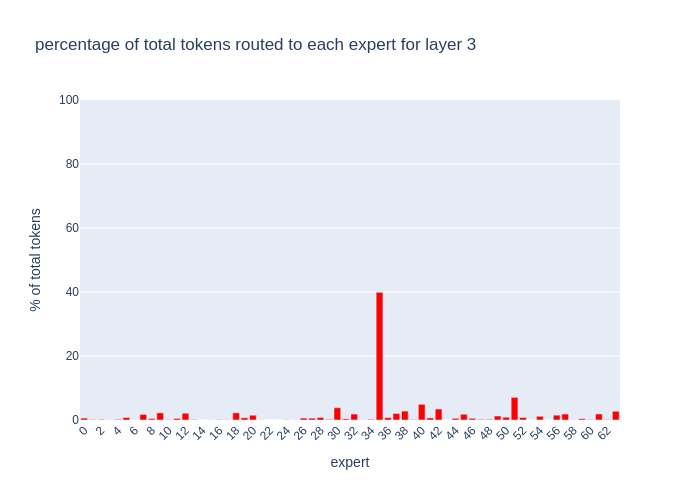 percentage of total tokens routed to each expert for layer 3
100
80
60
40
20
0
% of total tokens
0 2 4 6 8 10 12 14 16 18 20 22 24 26 28 30 32 34 36 38 40 42 44 46 48 50 52 54 56 58 60 62
expert